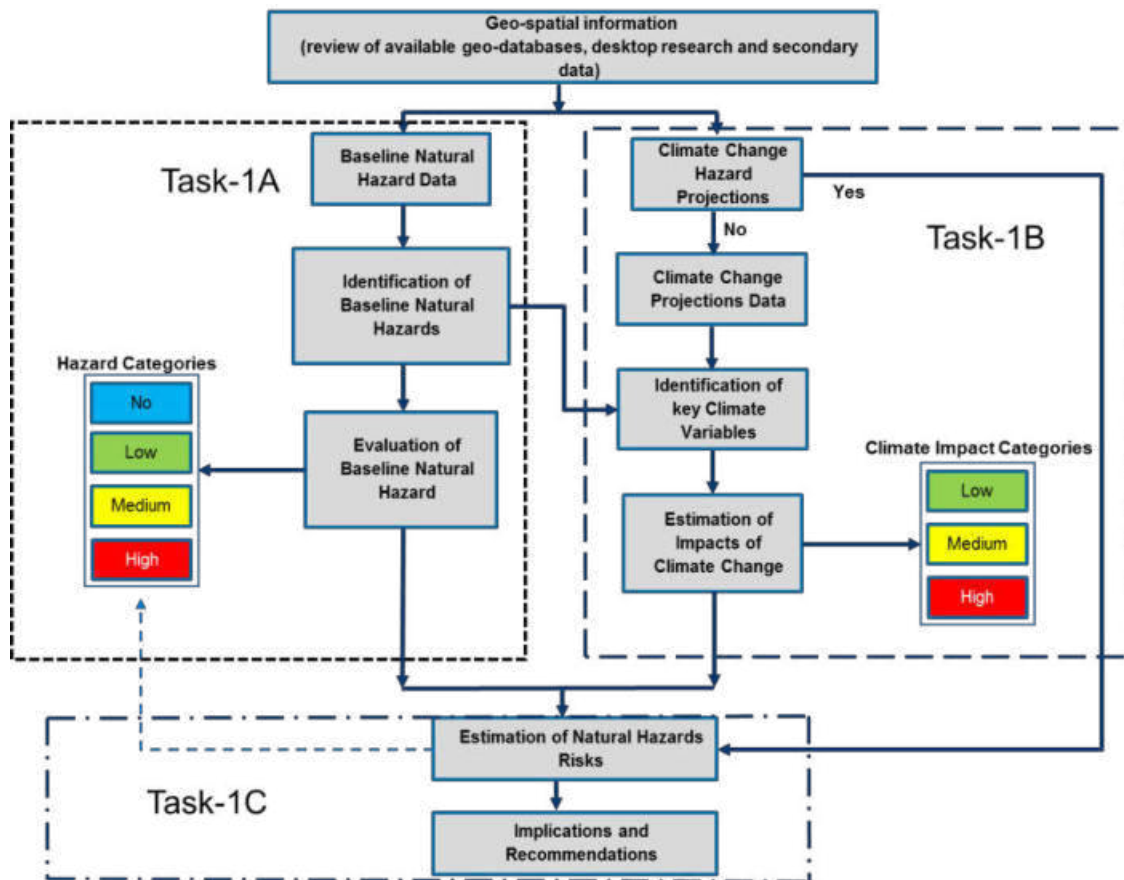 Geo-spatial information
(review of available geo-databases, desktop research and secondary
data)
Task-1A
Baseline Natural
Hazard Data
Climate Change
Hazard
Projections
Yes
No
Task-1B
Identification of
Baseline Natural
Hazards
Climate Change
Projections Data
Hazard Categories
No
Low
Medium
High
Evaluation of
Baseline Natural
Hazard
Identification of
key Climate
Variables
Climate Impact Categories
Low
Medium
High
Estimation of
Impacts of
Climate Change
Estimation of Natural Hazards
Risks
Task-1C
Implications and
Recommendations